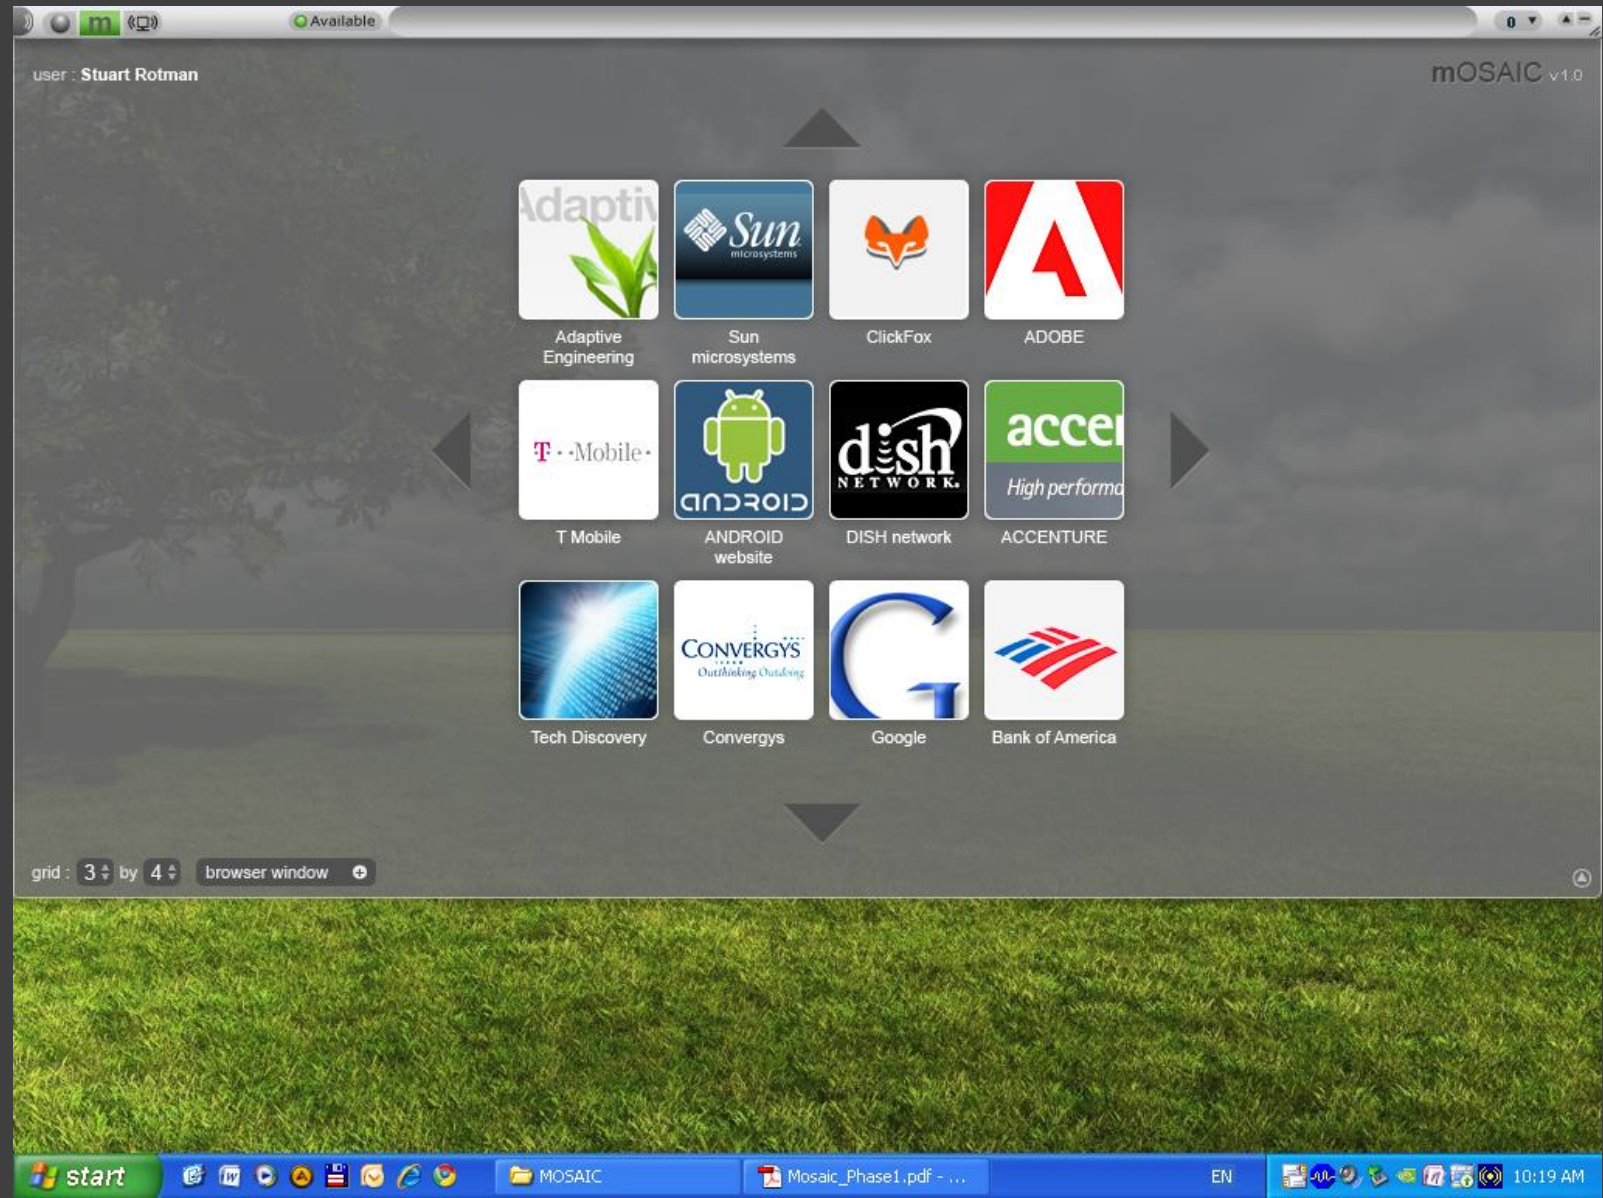 m
Available
0
user : Stuart Rotman
mOSAIC v1.0
Adaptiv
Sun
microsystems
Adaptive
Engineering
Sun
microsystems
ClickFox
ADOBE
T · · Mobile ·
ANDROID
dish
NETWORK.
accen
High performa
T Mobile
ANDROID
website
DISH network
ACCENTURE
CONVERGYS
Outthinking Outdoing
G
Tech Discovery
Convergys
Google
Bank of America
grid : 3 by 4 browser window
start
MOSAIC
Mosaic_Phase1.pdf - ...
EN
10:19 AM